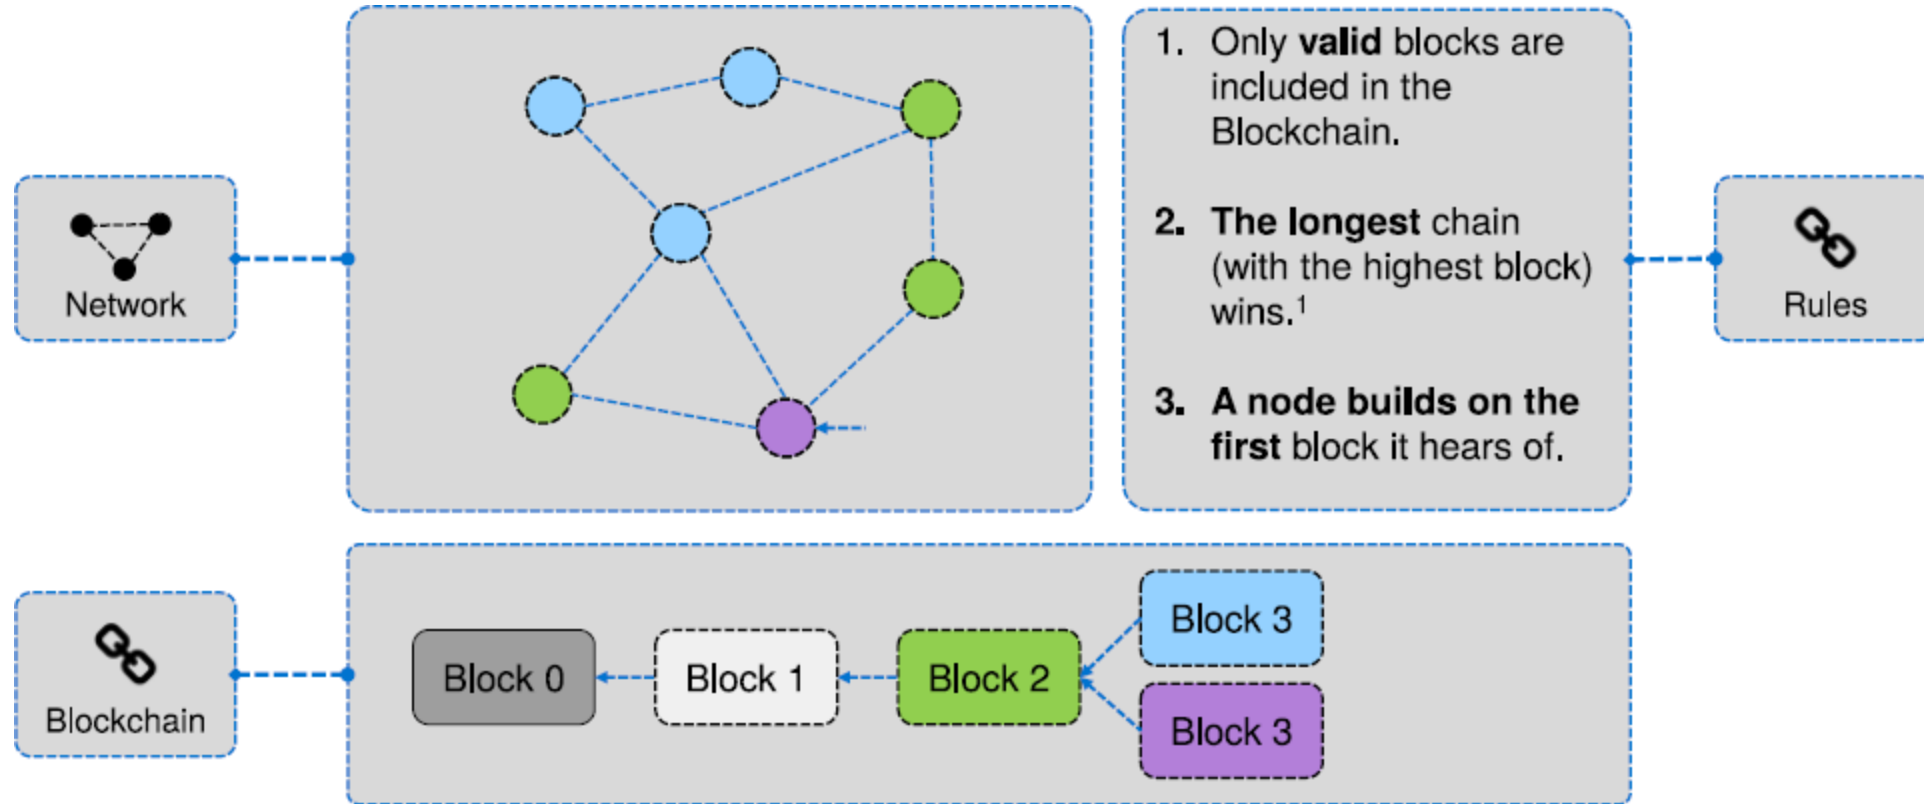 Network
1. Only valid blocks are
included in the
Blockchain.
2. The longest chain
(with the highest block)
wins.¹
3. A node builds on the
first block it hears of.
Rules
Blockchain
Block 0
Block 1
Block 2
Block 3
Block 3